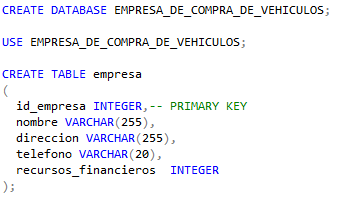 CREATE DATABASE EMPRESA_DE_COMPRA_DE_VEHICULOS;
USE EMPRESA_DE_COMPRA_DE_VEHICULOS;
CREATE TABLE empresa
(
id_empresa INTEGER,-- PRIMARY KEY
nombre VARCHAR(255),
direccion VARCHAR(255),
telefono VARCHAR(20),
recursos_financieros  INTEGER
);